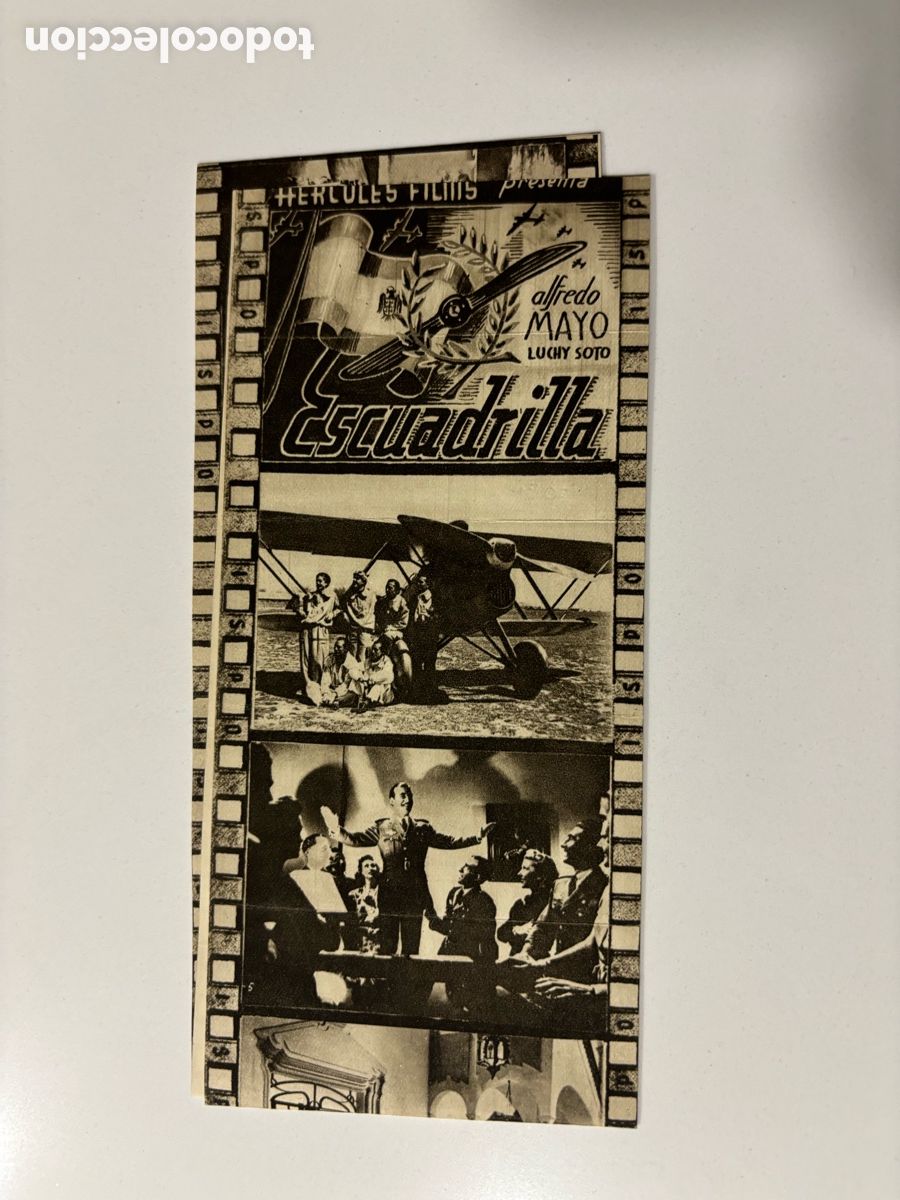 todocoleccion
HERCULES FILMS presenta
alfredo
MAYO
LUCHY SOTO
Escuadrilla